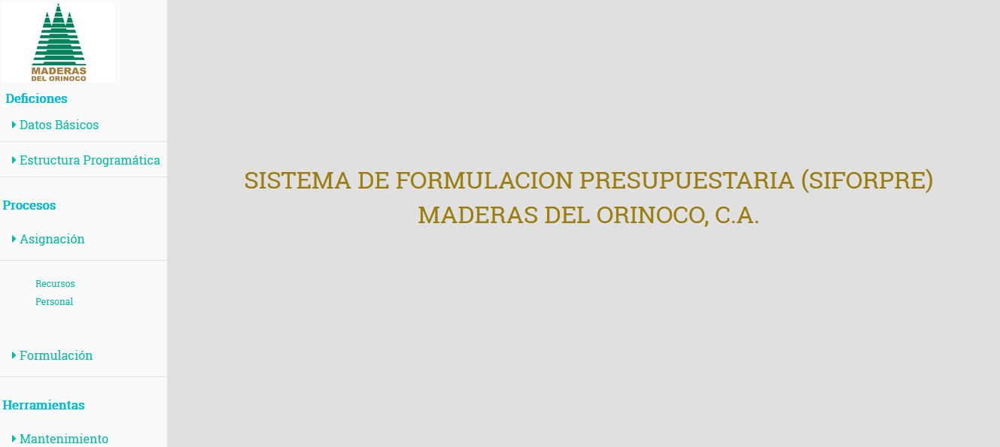 MADERAS
DEL ORINOCO
Deficiones
Datos Básicos
Estructura Programática
Procesos
Asignación
Recursos
Personal
Formulación
Herramientas
Mantenimiento
SISTEMA DE FORMULACION PRESUPUESTARIA (SIFORPRE)
MADERAS DEL ORINOCO, C.A.